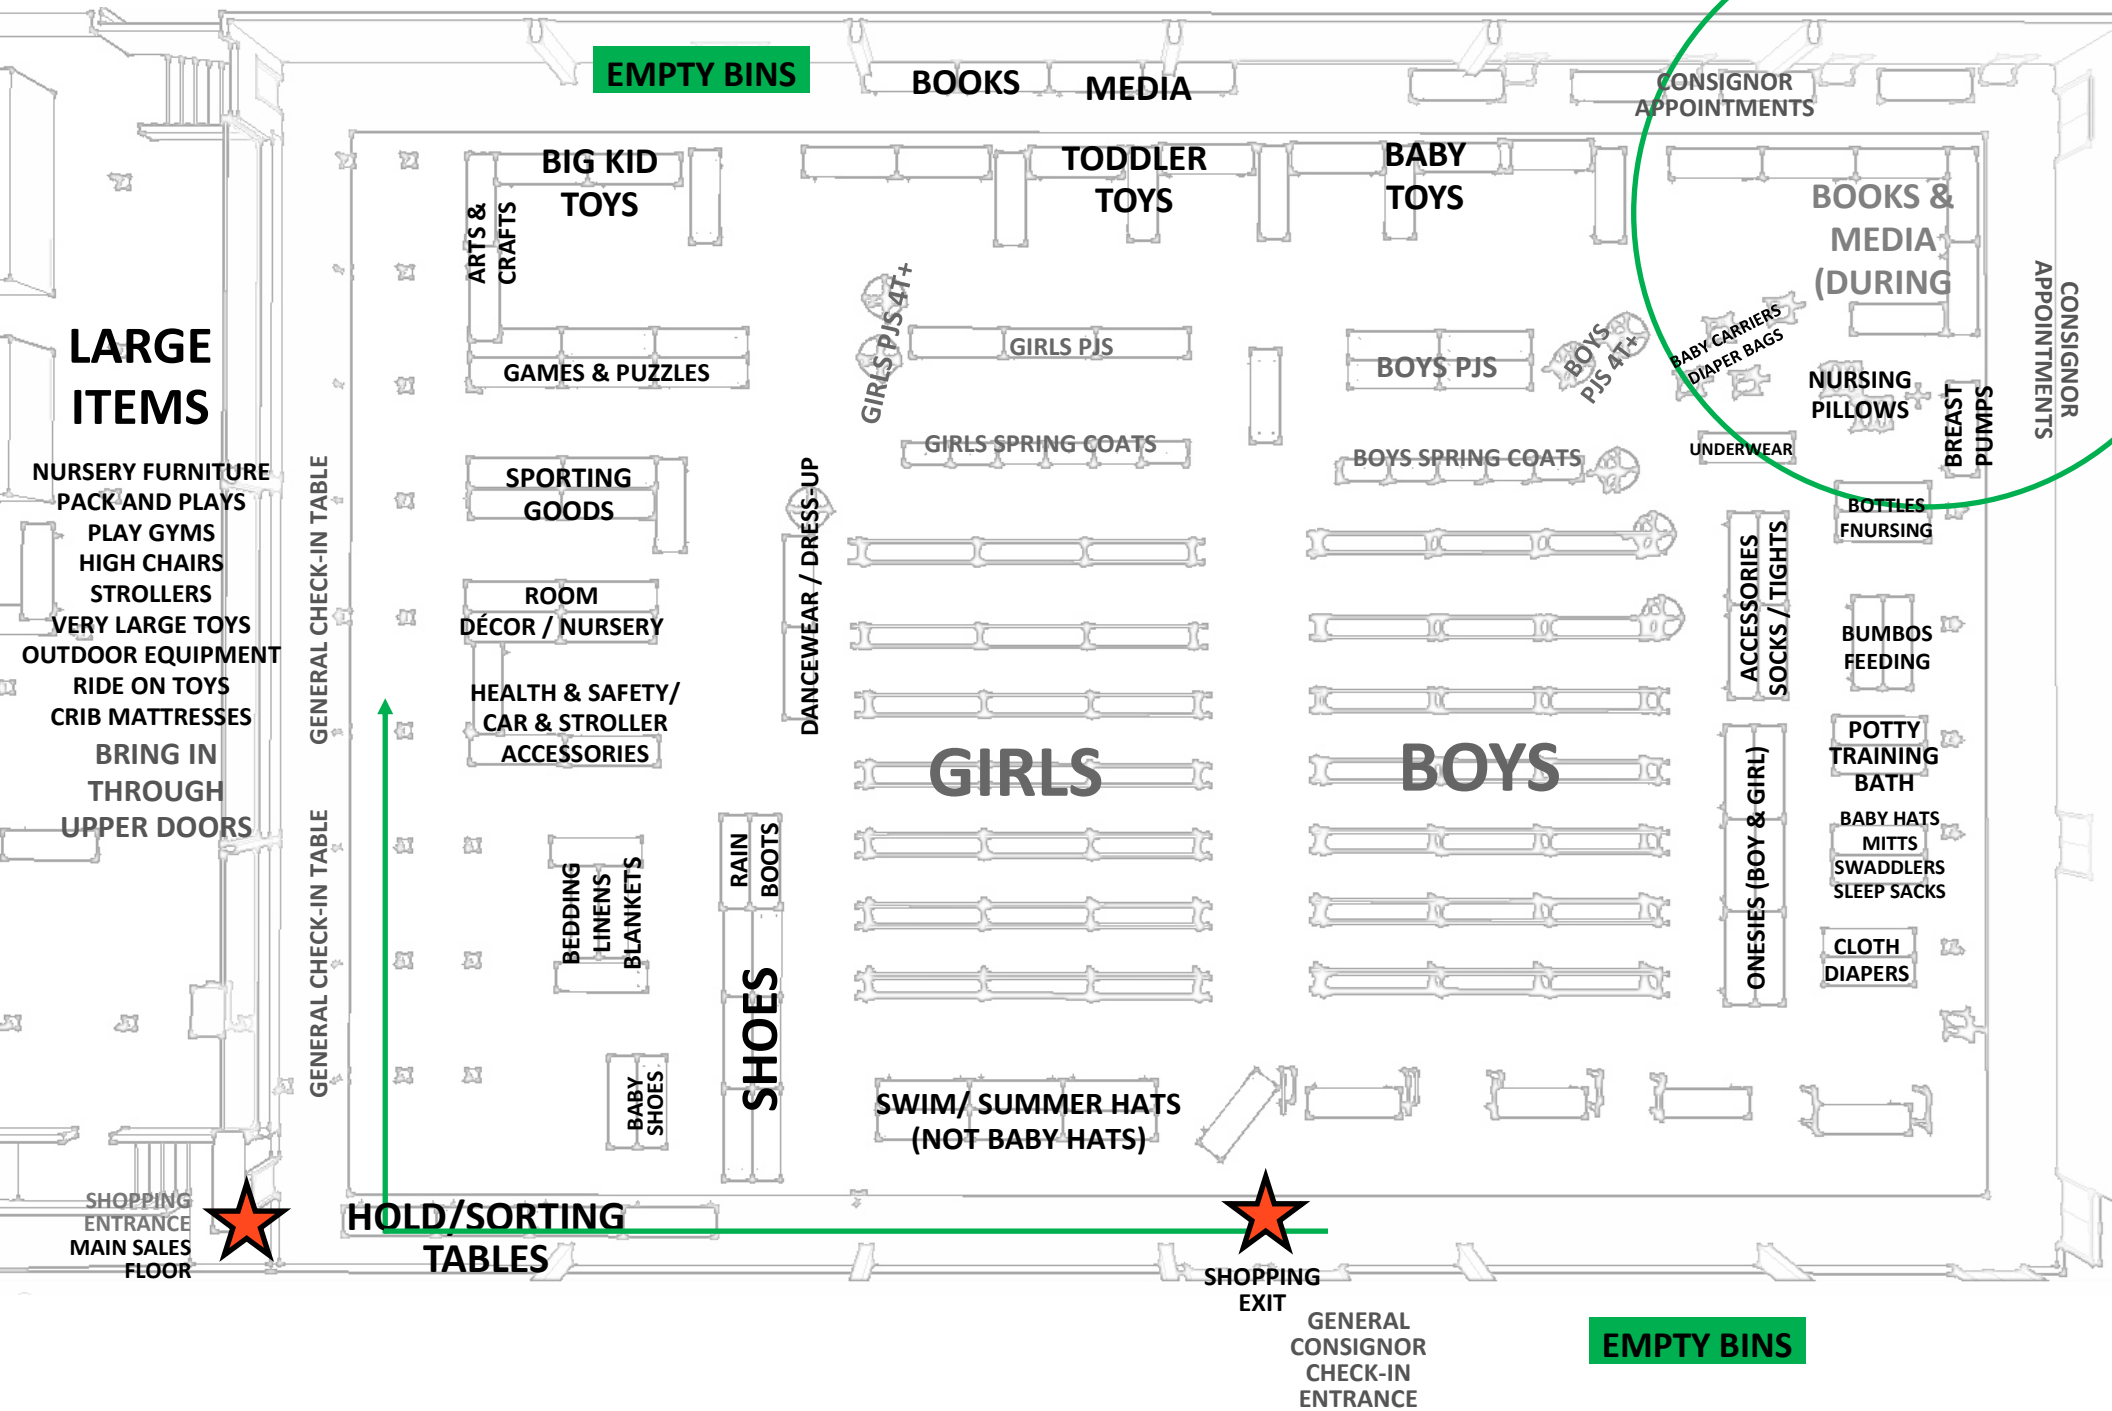 EMPTY BINS
BOOKS
MEDIA
CONSIGNOR
APPOINTMENTS
BIG KID
TOYS
TODDLER
TOYS
BABY
TOYS
ARTS &
CRAFTS
BOOKS &
MEDIA
(DURING
CONSIGNOR
APPOINTMENTS
LARGE
ITEMS
NURSERY FURNITURE
PACK AND PLAYS
PLAY GYMS
HIGH CHAIRS
STROLLERS
VERY LARGE TOYS
OUTDOOR EQUIPMENT
RIDE ON TOYS
CRIB MATTRESSES
BRING IN
THROUGH
UPPER DOORS
GENERAL CHECK-IN TABLE
GENERAL CHECK-IN TABLE
GAMES & PUZZLES
GIRLS PJS 4T+
GIRLS PJS
BOYS PJS
BOYS
PJS 4T+
BABY CARRIERS
DIAPER BAGS
NURSING
PILLOWS
BREAST
PUMPS
GIRLS SPRING COATS
BOYS SPRING COATS
UNDERWEAR
SPORTING
GOODS
DANCEWEAR / DRESS-UP
BOTTLES
FNURSING
ACCESSORIES
SOCKS / TIGHTS
ROOM
DÉCOR / NURSERY
BUMBOS
FEEDING
HEALTH & SAFETY/
CAR & STROLLER
ACCESSORIES
GIRLS
BOYS
POTTY
TRAINING
BATH
ONESIES (BOY & GIRL)
BABY HATS
MITTS
SWADDLERS
SLEEP SACKS
RAIN
BOOTS
BEDDING
LINENS
BLANKETS
CLOTH
DIAPERS
SHOES
BABY
SHOES
SWIM/ SUMMER HATS
(NOT BABY HATS)
SHOPPING
ENTRANCE
MAIN SALES
FLOOR
HOLD/SORTING
TABLES
SHOPPING
EXIT
GENERAL
CONSIGNOR
CHECK-IN
ENTRANCE
EMPTY BINS